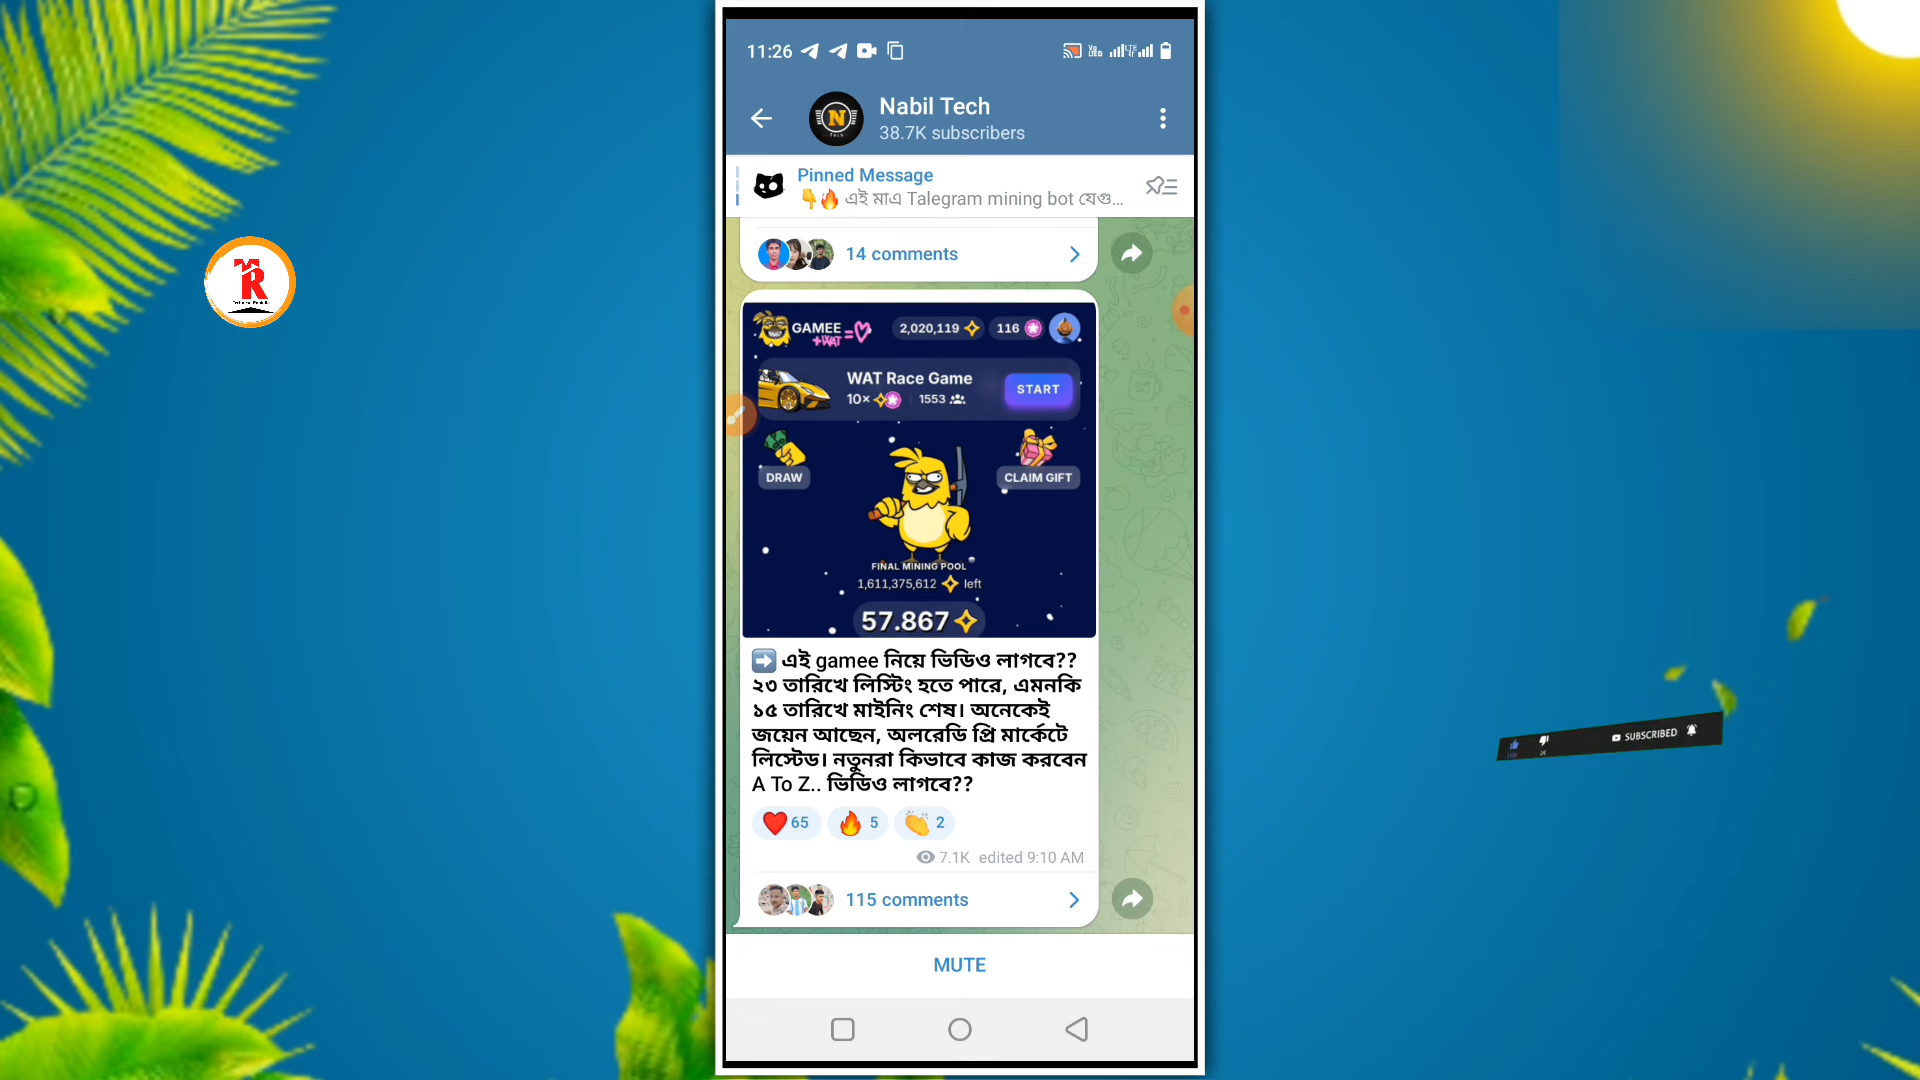 11:26
Nabil Tech
38.7K subscribers
Pinned Message
👇🔥 এই মাএ Talegram mining bot যেগু...
14 comments
GAMEE
+WAT
2,020,119
116
WAT Race Game
10×
1553
START
DRAW
CLAIM GIFT
FINAL MINING POOL
1,611,375,612 left
57.867
➡️ এই gamee নিয়ে ভিডিও লাগবে??
২৩ তারিখে লিস্টিং হতে পারে, এমনকি
১৫ তারিখে মাইনিং শেষ। অনেকেই
জয়েন আছেন, অলরেডি প্রি মার্কেটে
লিস্টেড। নতুনরা কিভাবে কাজ করবেন
A To Z.. ভিডিও লাগবে??
❤️ 65 🔥 5 👏 2
7.1K edited 9:10 AM
115 comments
MUTE
SUBSCRIBED